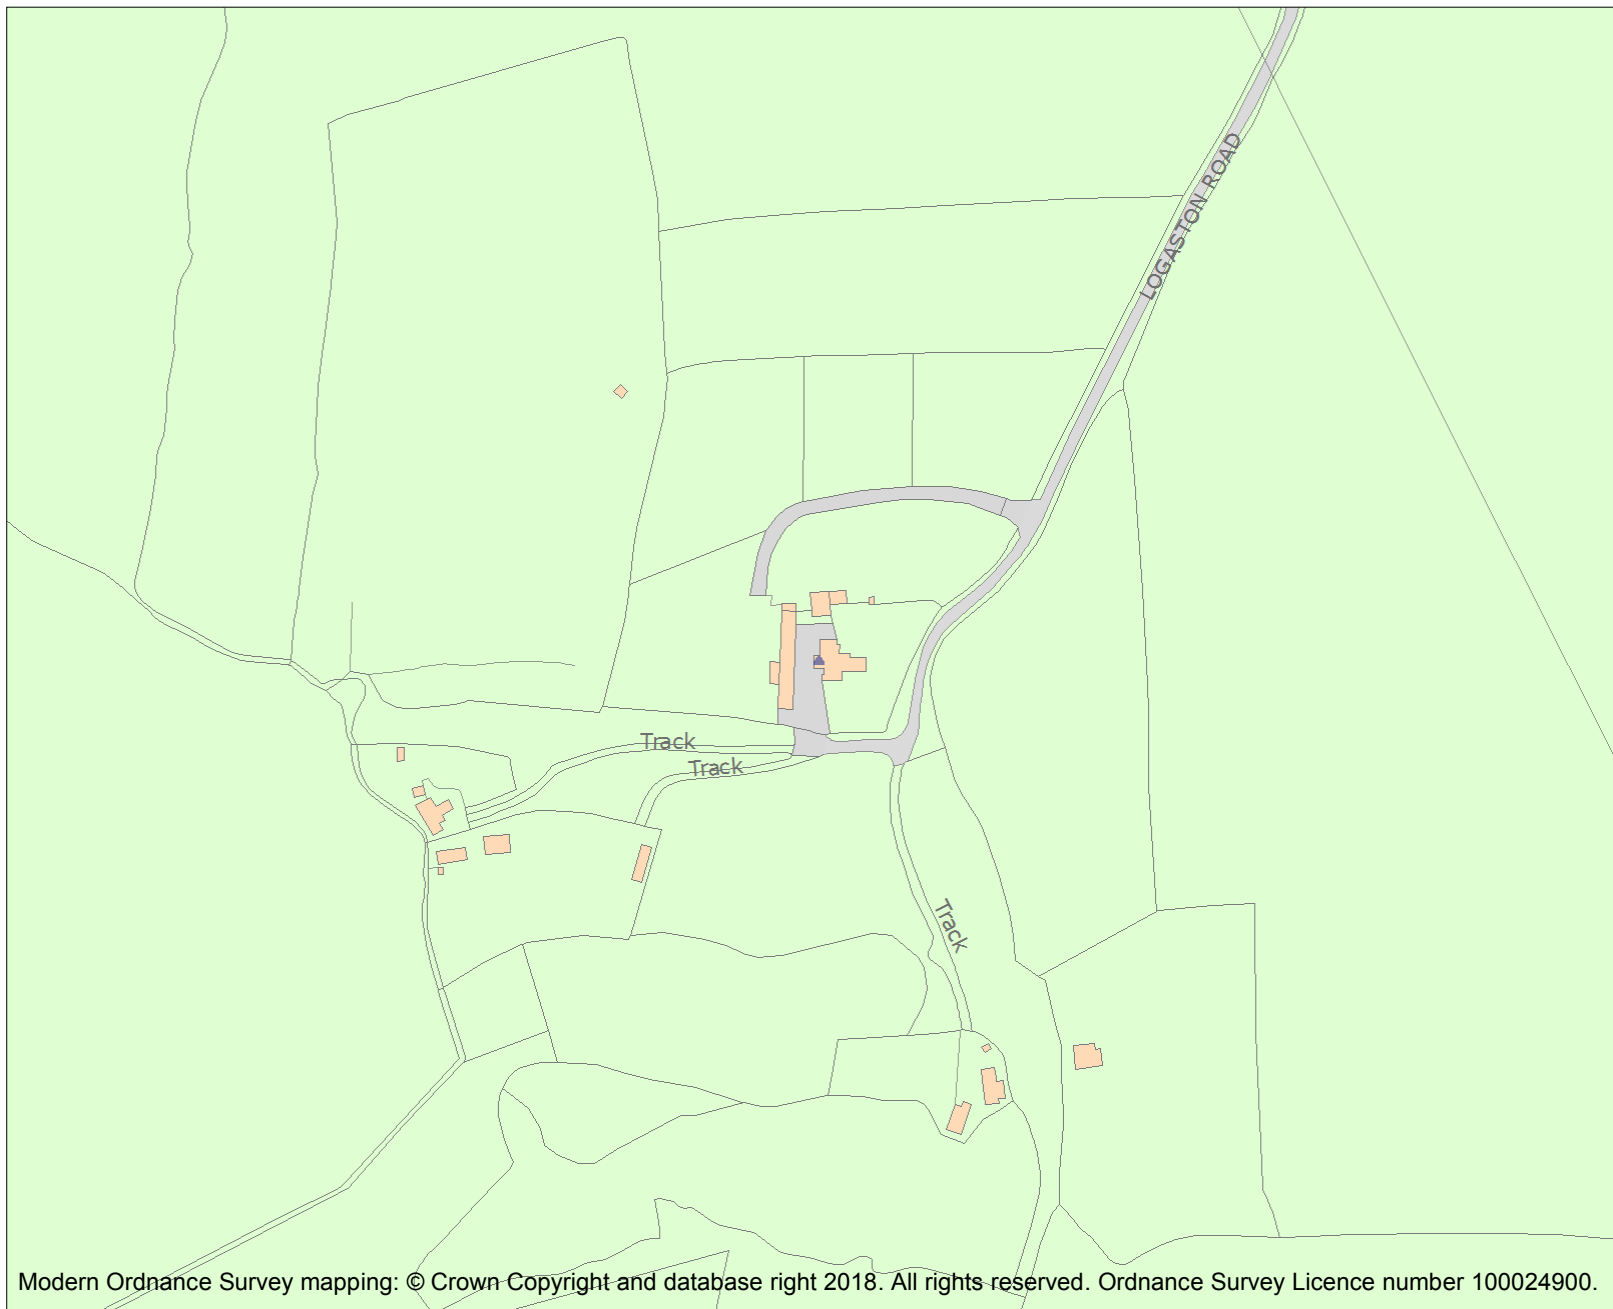 LOGASTON ROAD
Track
Track
Track
Modern Ordnance Survey mapping: © Crown Copyright and database right 2018. All rights reserved. Ordnance Survey Licence number 100024900.